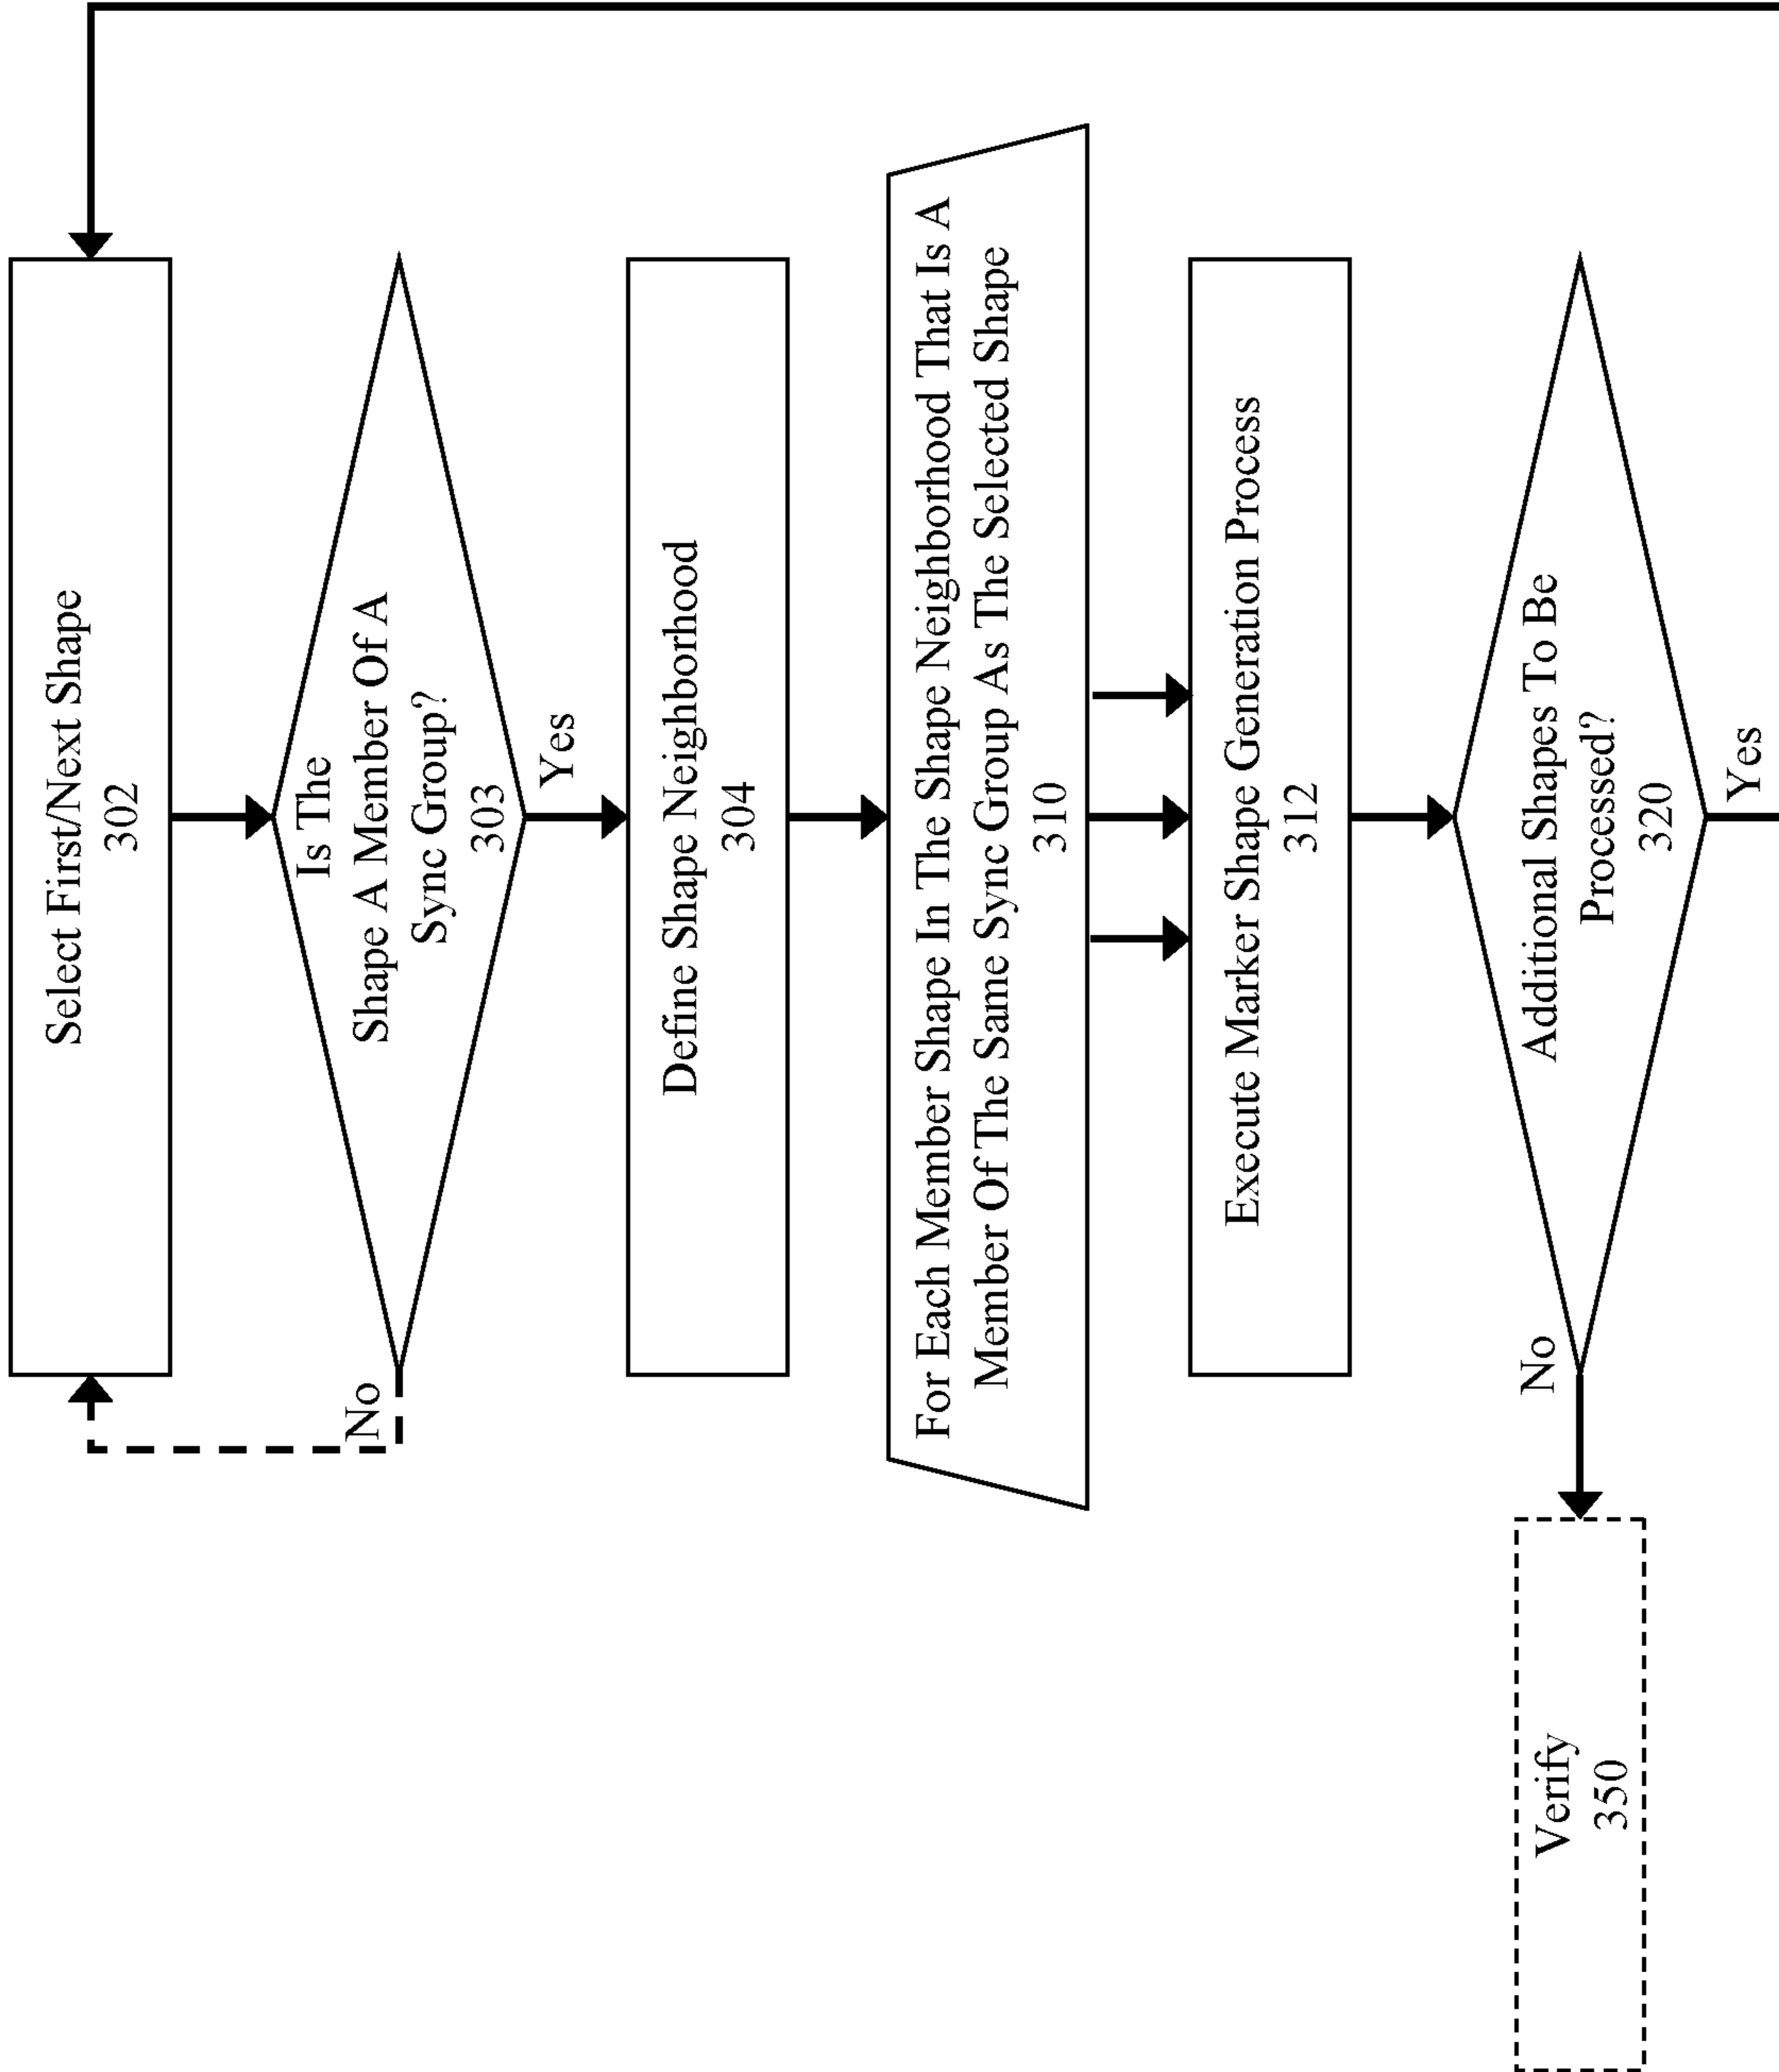 Select First/Next Shape
302
Is The
Shape A Member Of A
Sync Group?
303
No
Yes
Define Shape Neighborhood
304
For Each Member Shape In The Shape Neighborhood That Is A
Member Of The Same Sync Group As The Selected Shape
310
Execute Marker Shape Generation Process
312
Additional Shapes To Be
Processed?
320
No
Yes
Verify
350